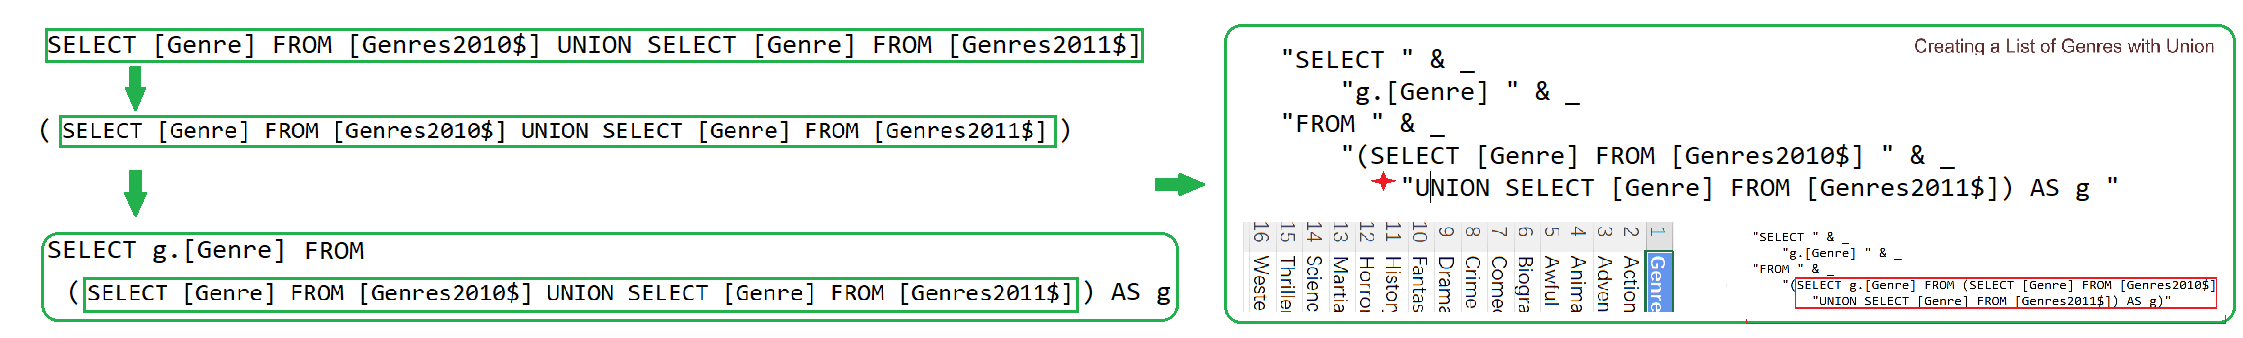 SELECT [Genre] FROM [Genres2010$] UNION SELECT [Genre] FROM [Genres2011$]
( SELECT [Genre] FROM [Genres2010$] UNION SELECT [Genre] FROM [Genres2011$] )
SELECT g.[Genre] FROM
( SELECT [Genre] FROM [Genres2010$] UNION SELECT [Genre] FROM [Genres2011$] ) AS g
Creating a List of Genres with Union
"SELECT " & _
"g.[Genre] " & _
"FROM " & _
"(SELECT [Genre] FROM [Genres2010$] " & _
"UNION SELECT [Genre] FROM [Genres2011$]) AS g "
1 Genre
2 Action
3 Adven
4 Anima
5 Awful
6 Biogra
7 Comed
8 Crime
9 Drama
10 Fantas
11 History
12 Horror
13 Martia
14 Scienc
15 Thriller
16 Weste
"SELECT " & _
"g.[Genre] " & _
"FROM " & _
"(SELECT g.[Genre] FROM (SELECT [Genre] FROM [Genres2010$]
"UNION SELECT [Genre] FROM [Genres2011$]) AS g)"